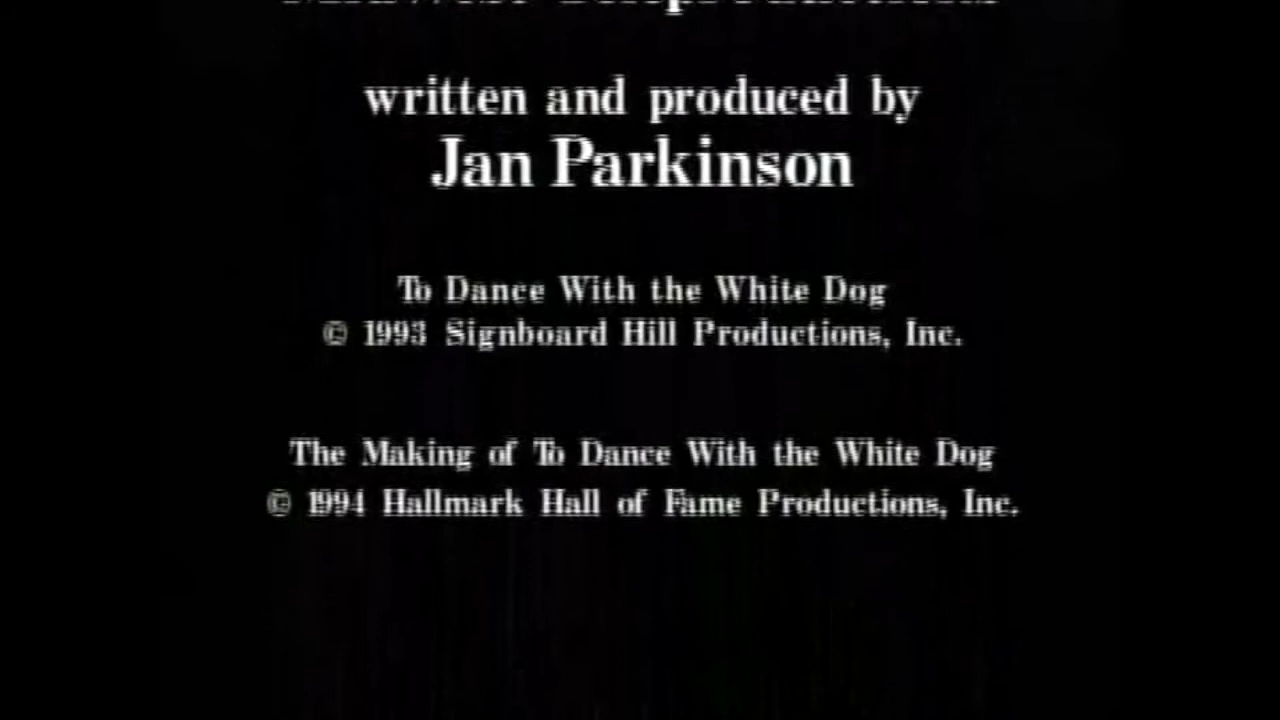 written and produced by
Jan Parkinson
To Dance With the White Dog
© 1993 Signboard Hill Productions, Inc.
The Making of To Dance With the White Dog
© 1994 Hallmark Hall of Fame Productions, Inc.